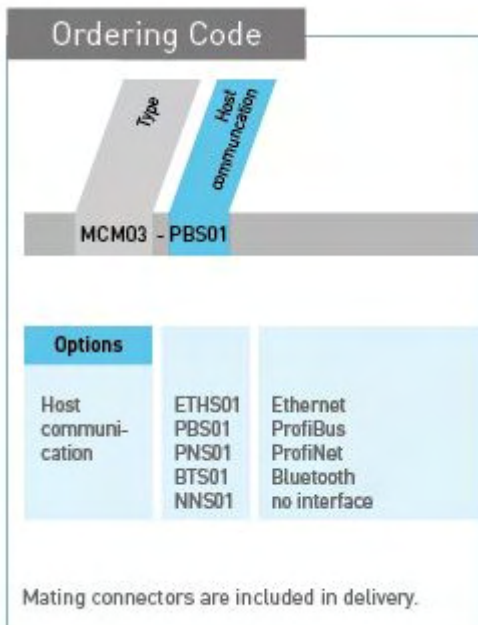 Ordering Code
Type
Host
communcation
MCM03 - PBS01
Options
Host
communi-
cation
ETHS01 Ethernet
PBS01 ProfiBus
PNS01 ProfiNet
BTS01 Bluetooth
NNS01 no interface
Mating connectors are included in delivery.